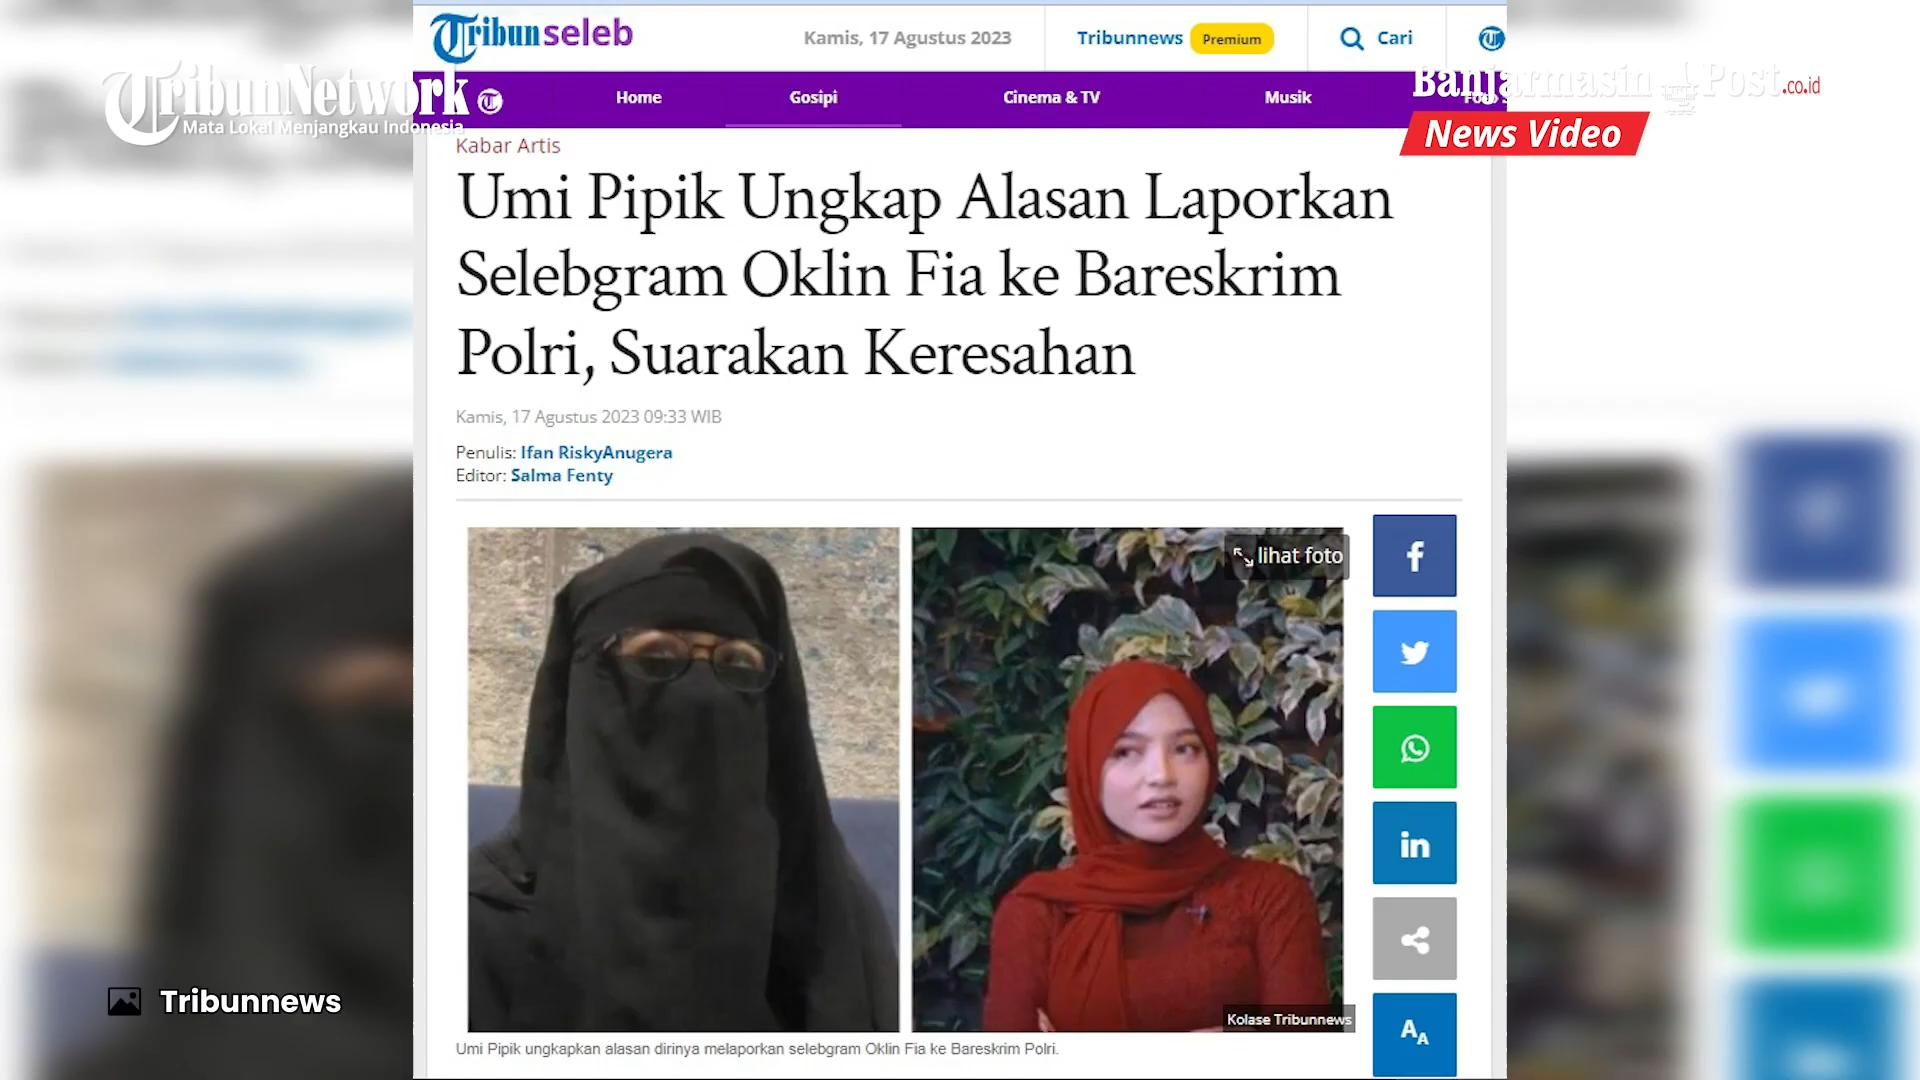 Tribunseleb
Kamis, 17 Agustus 2023
Tribunnews Premium
Cari
TribunNetwork
Mata Lokal Menjangkau Indonesia
Home
Gosipi
Cinema & TV
Musik
Banjarmasin Post.co.id
News Video
Kabar Artis
Umi Pipik Ungkap Alasan Laporkan
Selebgram Oklin Fia ke Bareskrim
Polri, Suarakan Keresahan
Kamis, 17 Agustus 2023 09:33 WIB
Penulis: Ifan RiskyAnugera
Editor: Salma Fenty
lihat foto
Kolase Tribunnews
Umi Pipik ungkapkan alasan dirinya melaporkan selebgram Oklin Fia ke Bareskrim Polri.
Tribunnews